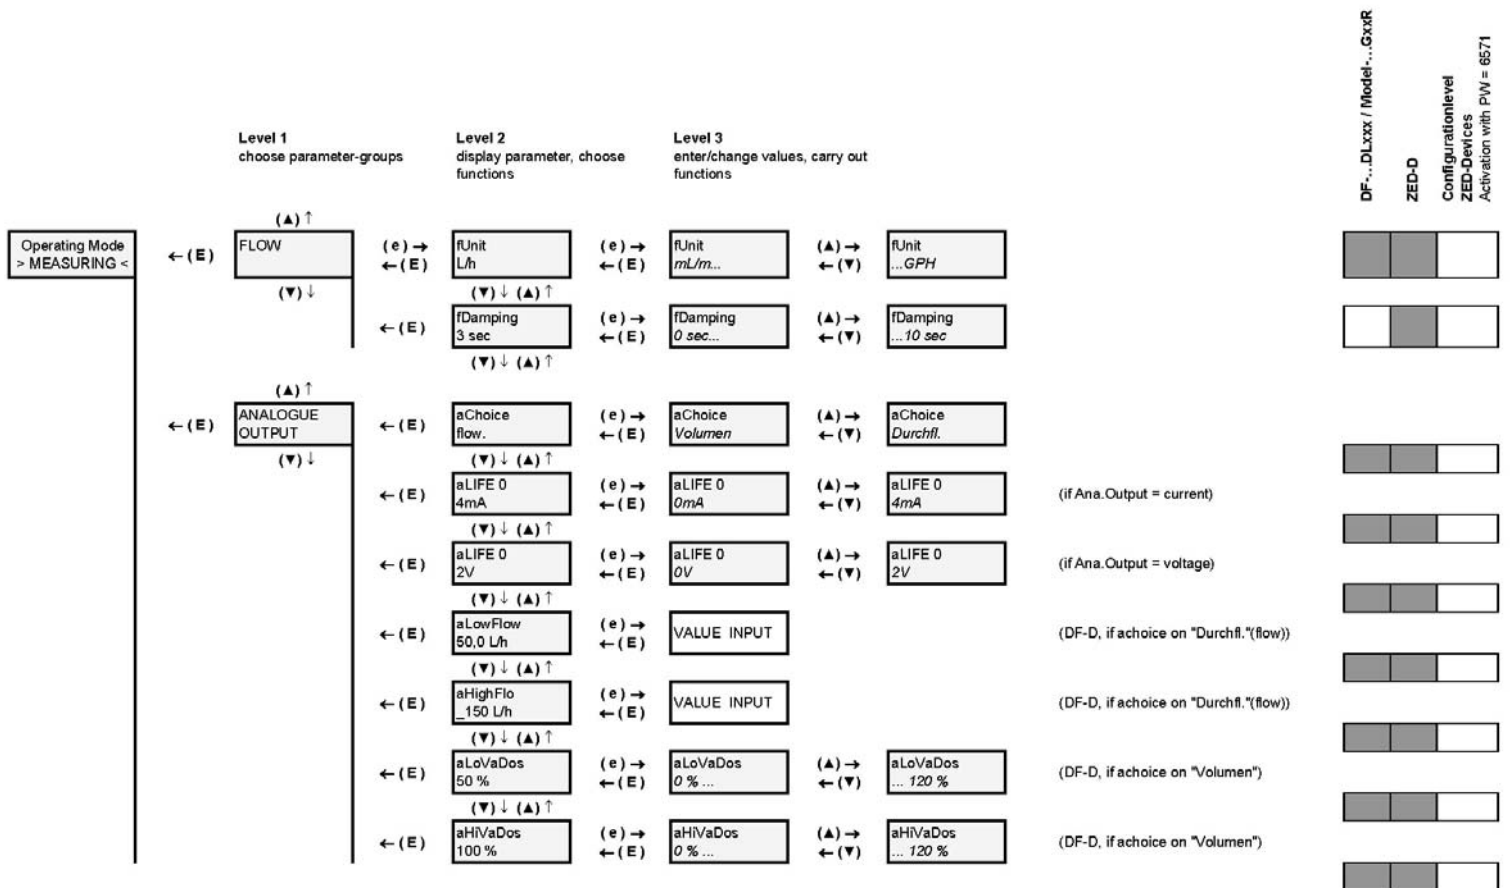 DF-...DLxxx / Model-...GxxR
ZED-D
Configurationlevel
ZED-Devices
Activation with PW = 6571
Level 1
choose parameter-groups
Level 2
display parameter, choose
functions
Level 3
enter/change values, carry out
functions
(▲) ↑
Operating Mode
> MEASURING <
← (E)
FLOW
(e) →
← (E)
fUnit
L/h
(e) →
← (E)
fUnit
mL/m...
(▲) →
← (▼)
fUnit
...GPH
(▼) ↓
(▼) ↓ (▲) ↑
← (E)
fDamping
3 sec
(e) →
← (E)
fDamping
0 sec...
(▲) →
← (▼)
fDamping
...10 sec
(▼) ↓ (▲) ↑
(▲) ↑
← (E)
ANALOGUE
OUTPUT
← (E)
aChoice
flow.
(e) →
← (E)
aChoice
Volumen
(▲) →
← (▼)
aChoice
Durchfl.
(▼) ↓
(▼) ↓ (▲) ↑
← (E)
aLIFE 0
4mA
(e) →
← (E)
aLIFE 0
0mA
(▲) →
← (▼)
aLIFE 0
4mA
(if Ana.Output = current)
(▼) ↓ (▲) ↑
← (E)
aLIFE 0
2V
(e) →
← (E)
aLIFE 0
0V
(▲) →
← (▼)
aLIFE 0
2V
(if Ana.Output = voltage)
(▼) ↓ (▲) ↑
← (E)
aLowFlow
50,0 L/h
(e) →
← (E)
VALUE INPUT
(DF-D, if achoice on "Durchfl."(flow))
(▼) ↓ (▲) ↑
← (E)
aHighFlo
_150 L/h
(e) →
← (E)
VALUE INPUT
(DF-D, if achoice on "Durchfl."(flow))
(▼) ↓ (▲) ↑
← (E)
aLoVaDos
50 %
(e) →
← (E)
aLoVaDos
0 % ...
(▲) →
← (▼)
aLoVaDos
... 120 %
(DF-D, if achoice on "Volumen")
(▼) ↓ (▲) ↑
← (E)
aHiVaDos
100 %
(e) →
← (E)
aHiVaDos
0 % ...
(▲) →
← (▼)
aHiVaDos
... 120 %
(DF-D, if achoice on "Volumen")